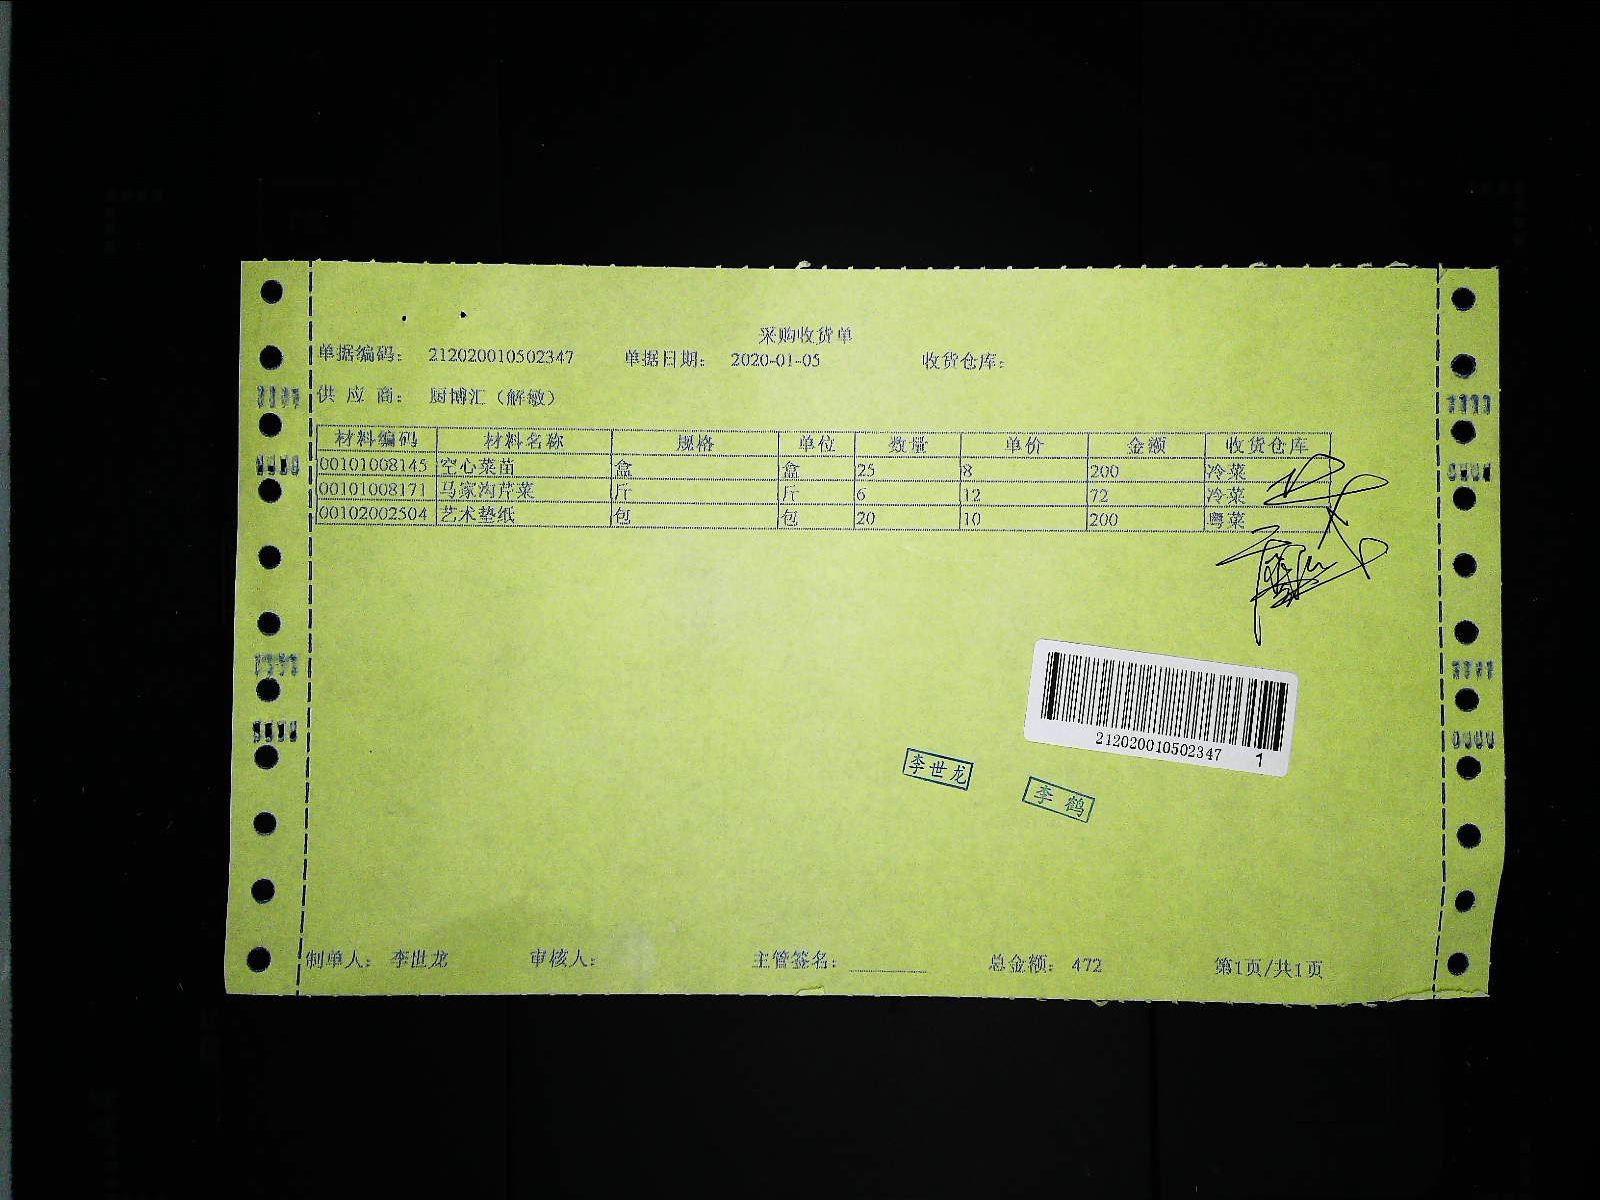 采购收货单
单据编码： 212020010502347 单据日期： 2020-01-05 收货仓库：
供 应 商： 厨博汇（解敏）
材料编码 材料名称 规格 单位 数量 单价 金额 收货仓库
00101008145 空心菜苗 盒 盒 25 8 200 冷菜
00101008171 马家沟芹菜 斤 斤 6 12 72 冷菜
00102002504 艺术垫纸 包 包 20 10 200 粤菜
212020010502347 1
李世龙
李鹤
制单人： 李世龙 审核人： 主管签名： 总金额： 472 第1页/共1页